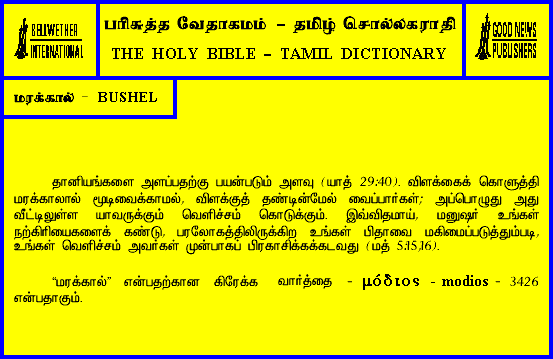 BELLWETHER
INTERNATIONAL
பரிசுத்த வேதாகமம் – தமிழ் சொல்லகராதி
THE HOLY BIBLE – TAMIL DICTIONARY
GOOD NEWS
PUBLISHERS
மரக்கால் - BUSHEL
தானியங்களை அளப்பதற்கு பயன்படும் அளவு (யாத் 29:40). விளக்கைக் கொளுத்தி
மரக்காலால் மூடிவைக்காமல், விளக்குத் தண்டின்மேல் வைப்பார்கள்; அப்பொழுது அது
வீட்டிலுள்ள யாவருக்கும் வெளிச்சம் கொடுக்கும். இவ்விதமாய், மனுஷர் உங்கள்
நற்கிரியைகளைக் கண்டு, பரலோகத்திலிருக்கிற உங்கள் பிதாவை மகிமைப்படுத்தும்படி,
உங்கள் வெளிச்சம் அவர்கள் முன்பாகப் பிரகாசிக்கக்கடவது (மத் 5:15,16).
“மரக்கால்” என்பதற்கான கிரேக்க வார்த்தை - μόδιος - modios - 3426
என்பதாகும்.